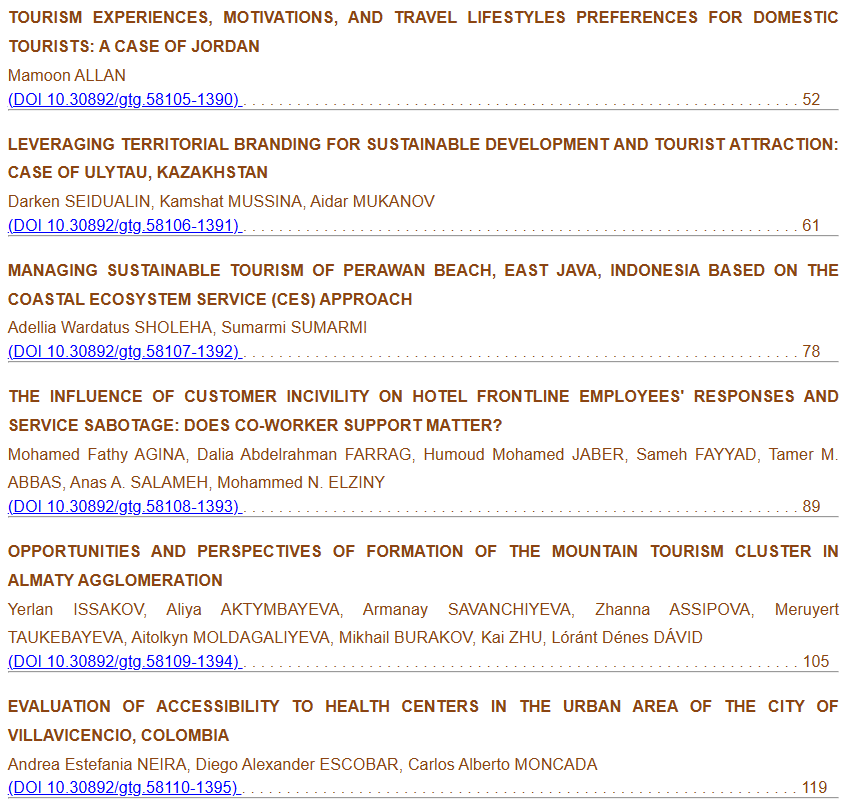 TOURISM EXPERIENCES, MOTIVATIONS, AND TRAVEL LIFESTYLES PREFERENCES FOR DOMESTIC
TOURISTS: A CASE OF JORDAN
Mamoon ALLAN
(DOI 10.30892/gtg.58105-1390) . . . . . . . . . . . . . . . . . . . . . . . . . . . . . . . . . . . . . . . . . . . . . . . . . . . . . . . . . . . . . . 52
LEVERAGING TERRITORIAL BRANDING FOR SUSTAINABLE DEVELOPMENT AND TOURIST ATTRACTION:
CASE OF ULYTAU, KAZAKHSTAN
Darken SEIDUALIN, Kamshat MUSSINA, Aidar MUKANOV
(DOI 10.30892/gtg.58106-1391) . . . . . . . . . . . . . . . . . . . . . . . . . . . . . . . . . . . . . . . . . . . . . . . . . . . . . . . . . . . . . . 61
MANAGING SUSTAINABLE TOURISM OF PERAWAN BEACH, EAST JAVA, INDONESIA BASED ON THE
COASTAL ECOSYSTEM SERVICE (CES) APPROACH
Adellia Wardatus SHOLEHA, Sumarmi SUMARMI
(DOI 10.30892/gtg.58107-1392) . . . . . . . . . . . . . . . . . . . . . . . . . . . . . . . . . . . . . . . . . . . . . . . . . . . . . . . . . . . . . . 78
THE INFLUENCE OF CUSTOMER INCIVILITY ON HOTEL FRONTLINE EMPLOYEES' RESPONSES AND
SERVICE SABOTAGE: DOES CO-WORKER SUPPORT MATTER?
Mohamed Fathy AGINA, Dalia Abdelrahman FARRAG, Humoud Mohamed JABER, Sameh FAYYAD, Tamer M.
ABBAS, Anas A. SALAMEH, Mohammed N. ELZINY
(DOI 10.30892/gtg.58108-1393) . . . . . . . . . . . . . . . . . . . . . . . . . . . . . . . . . . . . . . . . . . . . . . . . . . . . . . . . . . . . . . 89
OPPORTUNITIES AND PERSPECTIVES OF FORMATION OF THE MOUNTAIN TOURISM CLUSTER IN
ALMATY AGGLOMERATION
Yerlan ISSAKOV, Aliya AKTYMBAYEVA, Armanay SAVANCHIYEVA, Zhanna ASSIPOVA, Meruyert
TAUKEBAYEVA, Aitolkyn MOLDAGALIYEVA, Mikhail BURAKOV, Kai ZHU, Lóránt Dénes DÁVID
(DOI 10.30892/gtg.58109-1394) . . . . . . . . . . . . . . . . . . . . . . . . . . . . . . . . . . . . . . . . . . . . . . . . . . . . . . . . . . . . . . 105
EVALUATION OF ACCESSIBILITY TO HEALTH CENTERS IN THE URBAN AREA OF THE CITY OF
VILLAVICENCIO, COLOMBIA
Andrea Estefania NEIRA, Diego Alexander ESCOBAR, Carlos Alberto MONCADA
(DOI 10.30892/gtg.58110-1395) . . . . . . . . . . . . . . . . . . . . . . . . . . . . . . . . . . . . . . . . . . . . . . . . . . . . . . . . . . . . . . 119